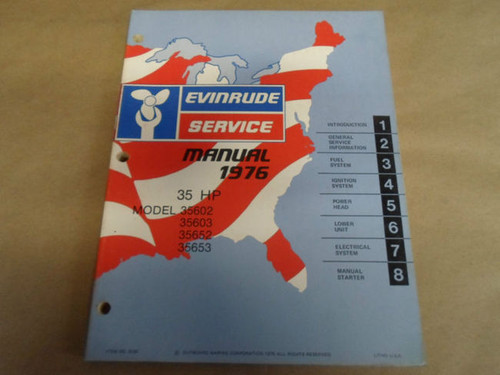 EVINRUDE
SERVICE
MANUAL
1976
35 HP
MODEL 35602
35603
35652
35653
INTRODUCTION 1
GENERAL
SERVICE
INFORMATION 2
FUEL
SYSTEM 3
IGNITION
SYSTEM 4
POWER
HEAD 5
LOWER
UNIT 6
ELECTRICAL
SYSTEM 7
MANUAL
STARTER 8